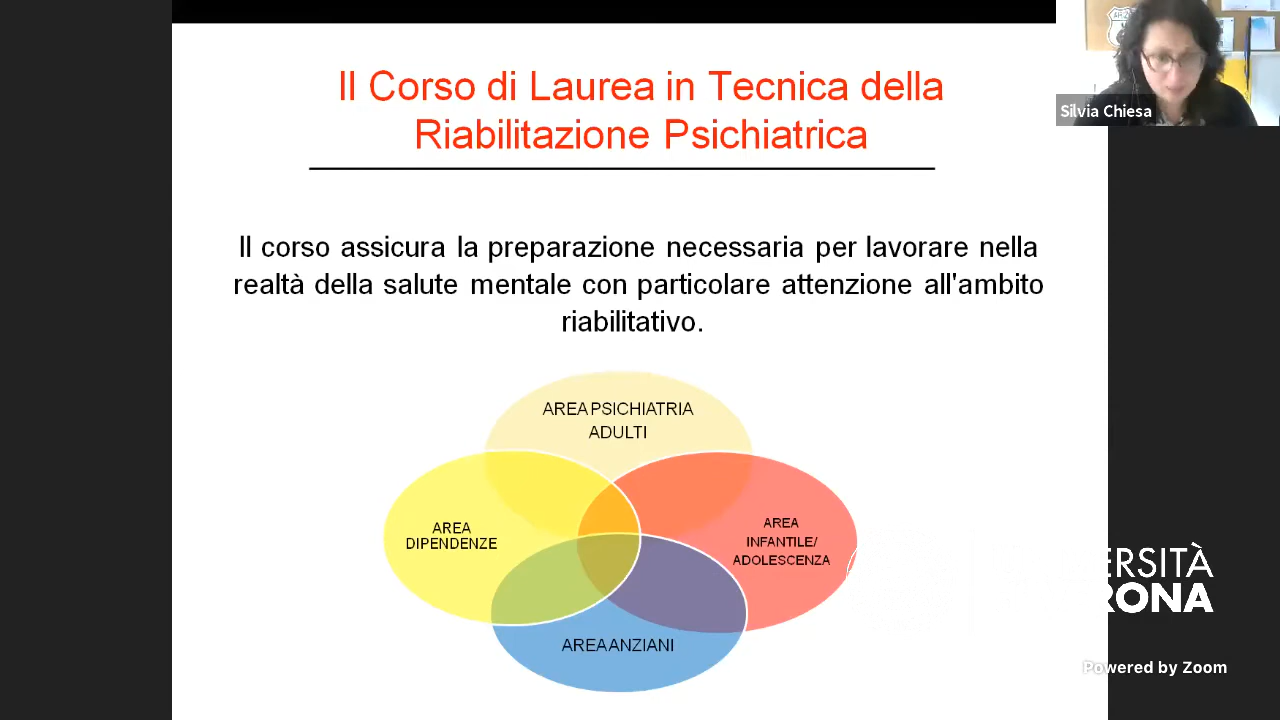 Il Corso di Laurea in Tecnica della
Riabilitazione Psichiatrica
Silvia Chiesa
Il corso assicura la preparazione necessaria per lavorare nella
realtà della salute mentale con particolare attenzione all'ambito
riabilitativo.
AREA PSICHIATRIA
ADULTI
AREA
DIPENDENZE
AREA
INFANTILE/
ADOLESCENZA
AREA ANZIANI
ERSITÀ
RONA
Powered by Zoom